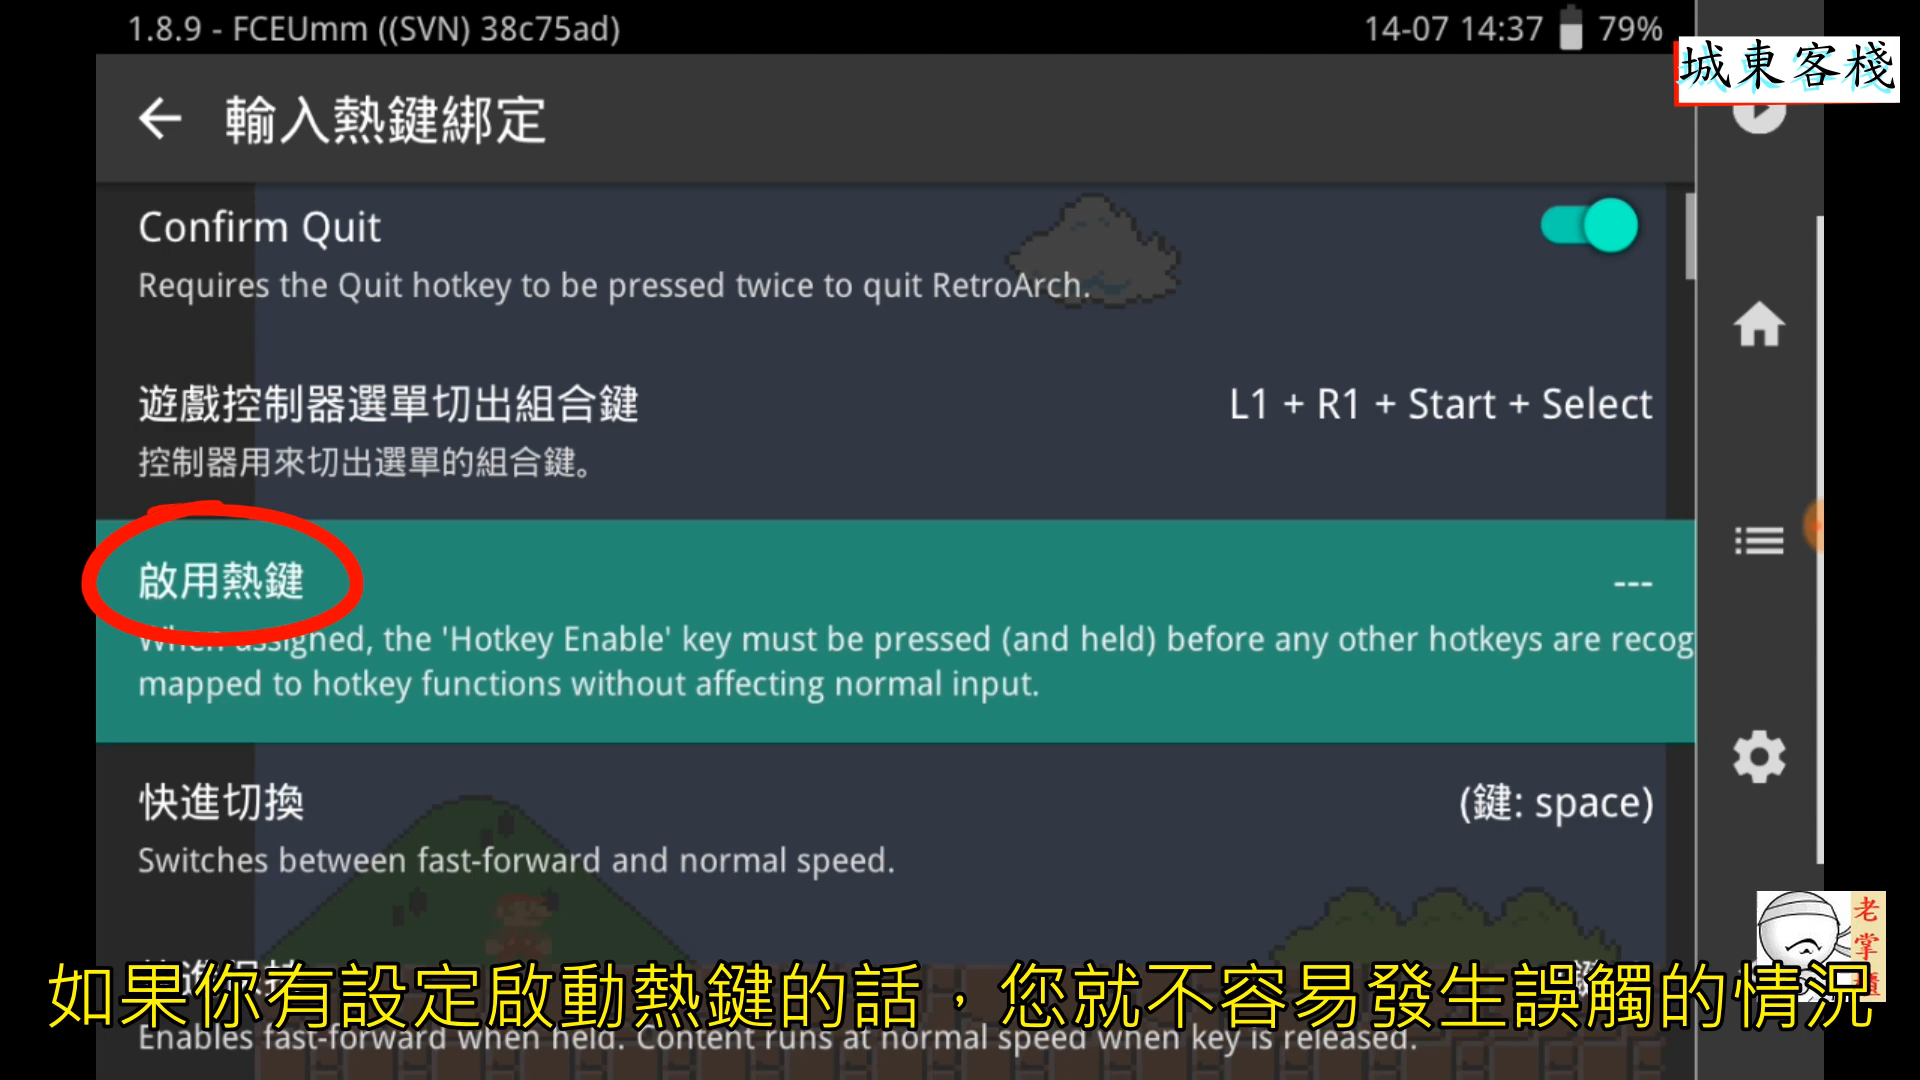 1.8.9 - FCEUmm ((SVN) 38c75ad)
14-07 14:37 79%
城東客棧
輸入熱鍵綁定
Confirm Quit
Requires the Quit hotkey to be pressed twice to quit RetroArch.
遊戲控制器選單切出組合鍵 L1 + R1 + Start + Select
控制器用來切出選單的組合鍵。
啟用熱鍵 ---
When assigned, the 'Hotkey Enable' key must be pressed (and held) before any other hotkeys are recog
mapped to hotkey functions without affecting normal input.
快進切換 (鍵: space)
Switches between fast-forward and normal speed.
老掌
如果你有設定啟動熱鍵的話，您就不容易發生誤觸的情況
Enables fast-forward when held. Content runs at normal speed when key is released.